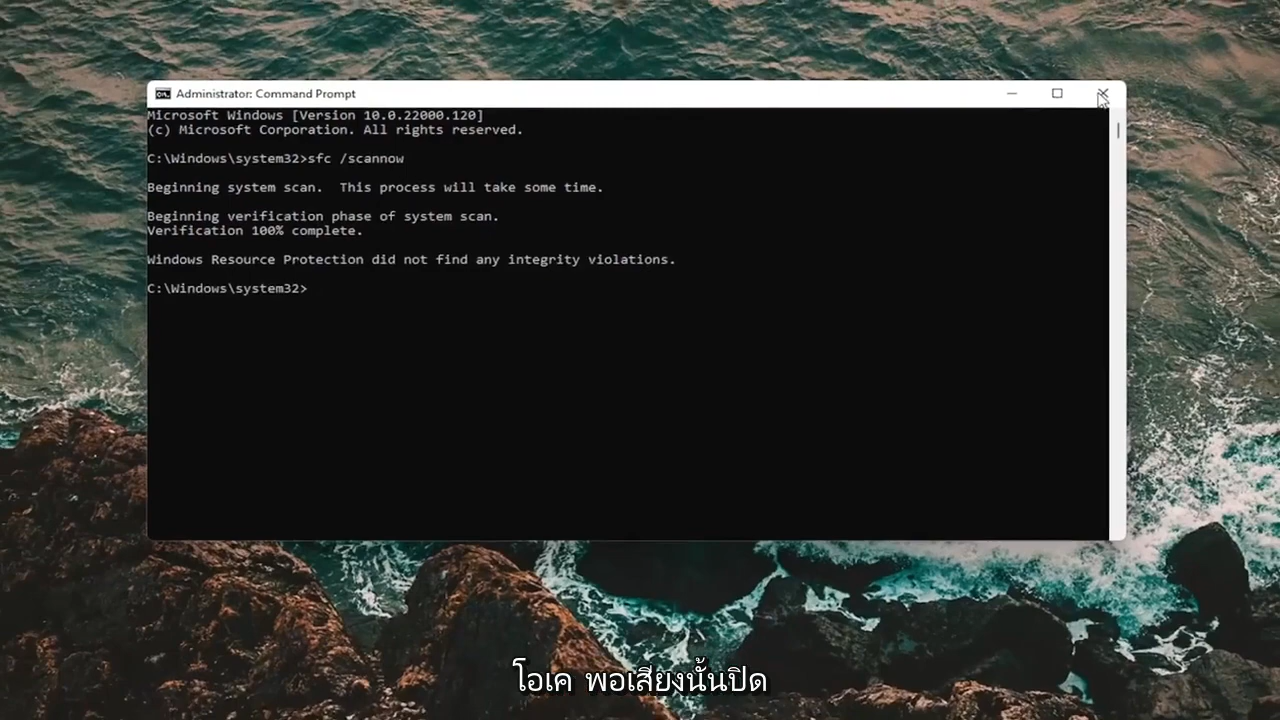 Administrator: Command Prompt
Microsoft Windows [Version 10.0.22000.120]
(c) Microsoft Corporation. All rights reserved.
C:\Windows\system32>sfc /scannow
Beginning system scan.  This process will take some time.
Beginning verification phase of system scan.
Verification 100% complete.
Windows Resource Protection did not find any integrity violations.
C:\Windows\system32>
โอเค พอเสียงนั้นปิด